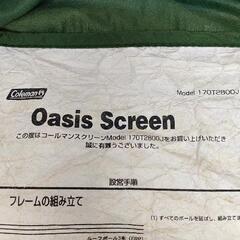 Coleman
Model 170T2800J
Oasis Screen
この度はコールマンスクリーンModel 170T2800Jをお買い上げいただき
誠に有難うございました。
設営手順
フレームの組み立て
(1) すべてのポールを延ばし、組み立て